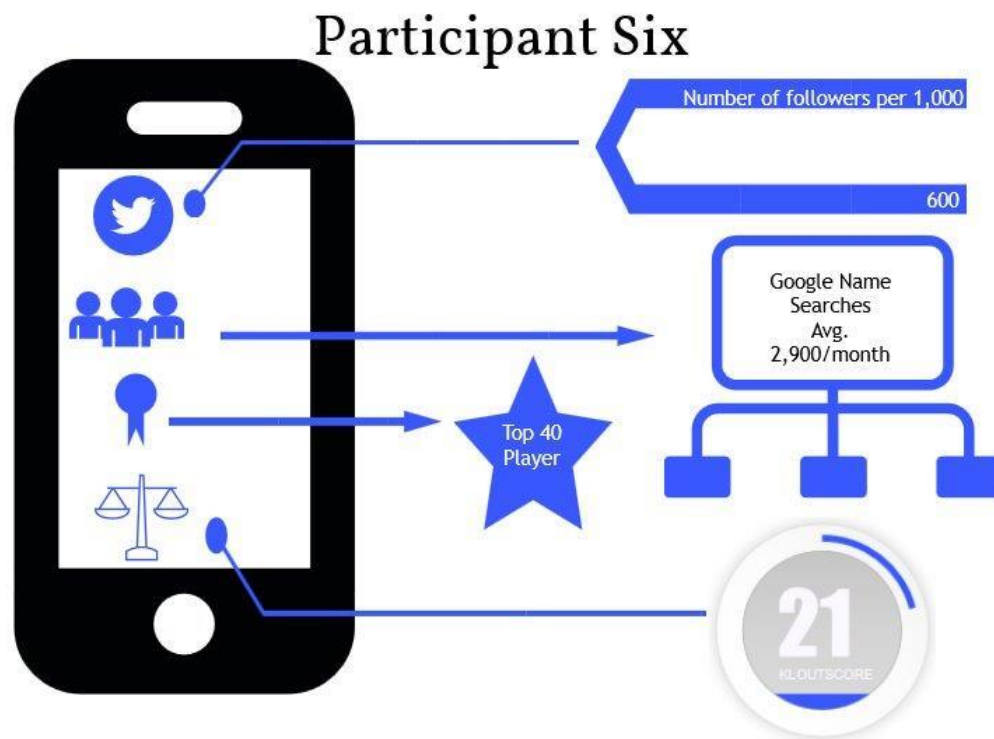 Participant Six
Number of followers per 1,000
600
Google Name
Searches
Avg.
2,900/month
Top 40
Player
21
KLOUTSCORE